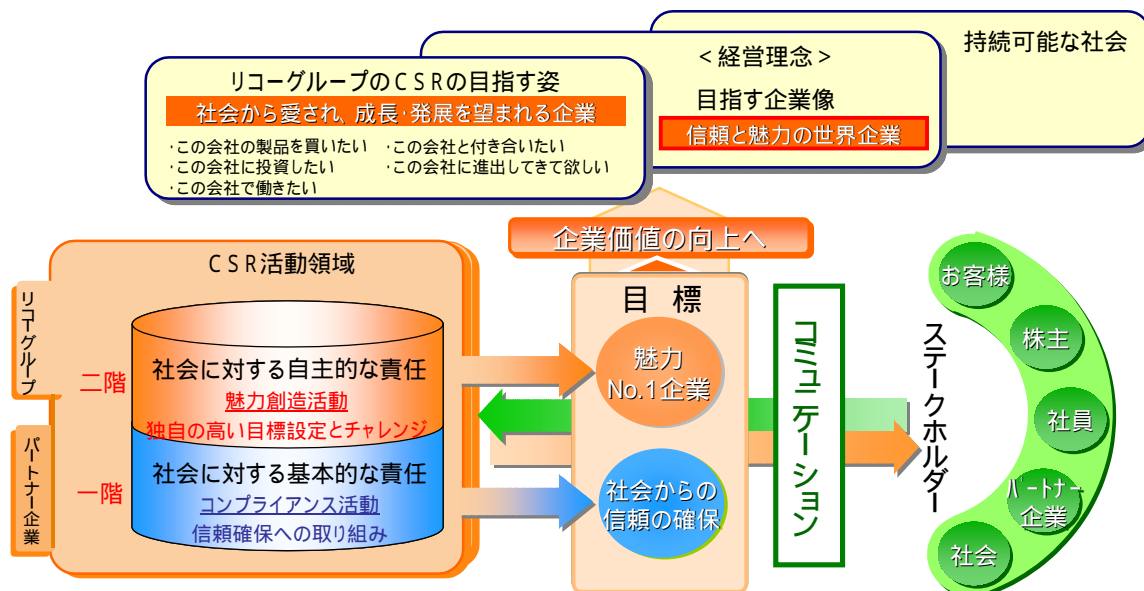 持続可能な社会
<経営理念>
目指す企業像
信頼と魅力の世界企業
リコーグループのCSRの目指す姿
社会から愛され、成長・発展を望まれる企業
・この会社の製品を買いたい ・この会社と付き合いたい
・この会社に投資したい ・この会社に進出してきて欲しい
・この会社で働きたい
企業価値の向上へ
CSR活動領域
リコーグループ
パートナー企業
二階
社会に対する自主的な責任
魅力創造活動
独自の高い目標設定とチャレンジ
一階
社会に対する基本的な責任
コンプライアンス活動
信頼確保への取り組み
目 標
魅力
No.1企業
社会からの
信頼の確保
コミュニケーション
ステークホルダー
お客様
株主
社員
パートナー
企業
社会